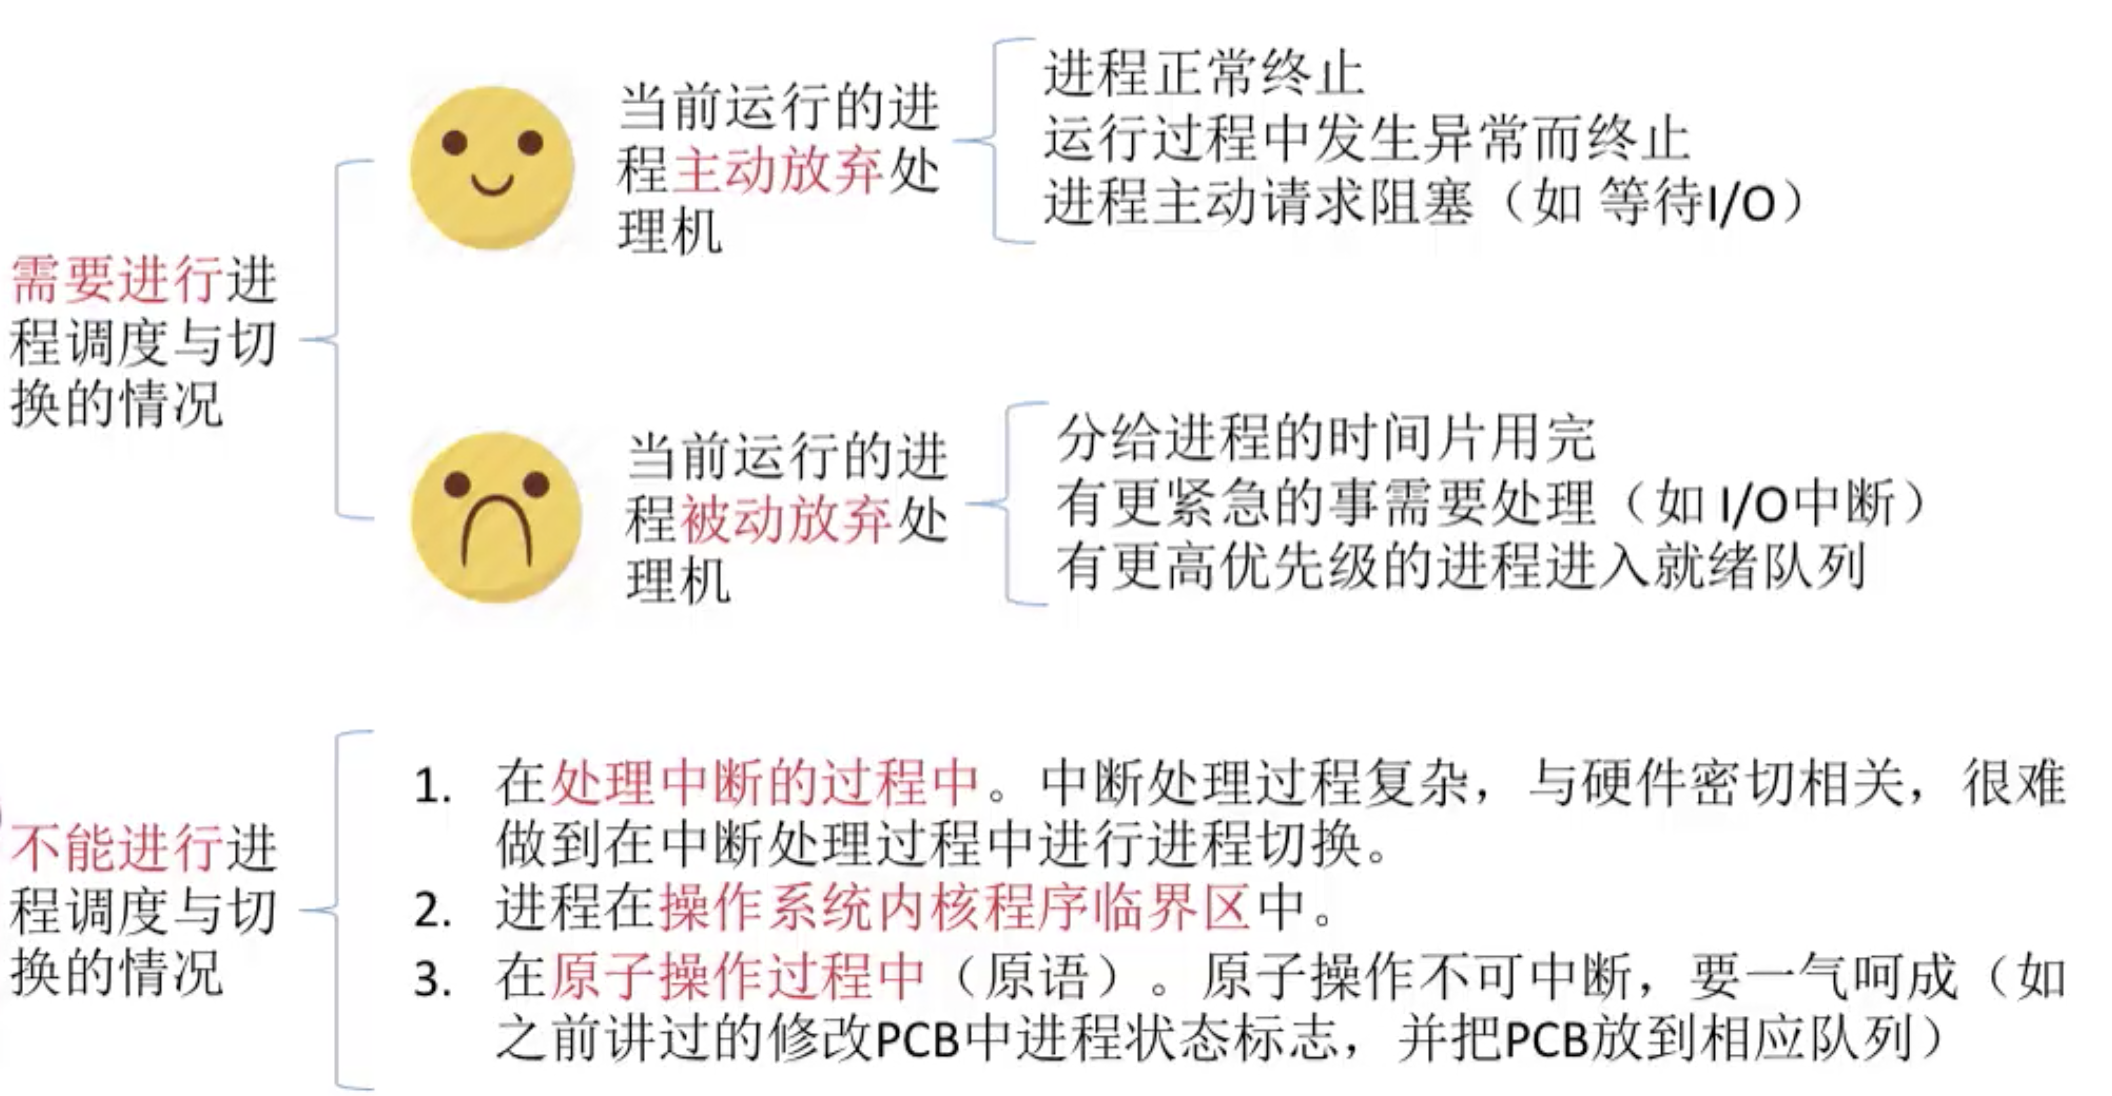 需要进行进
程调度与切
换的情况
当前运行的进
程主动放弃处
理机
进程正常终止
运行过程中发生异常而终止
进程主动请求阻塞（如 等待I/O）
当前运行的进
程被动放弃处
理机
分给进程的时间片用完
有更紧急的事需要处理（如 I/O中断）
有更高优先级的进程进入就绪队列
不能进行进
程调度与切
换的情况
1. 在处理中断的过程中。中断处理过程复杂，与硬件密切相关，很难
做到在中断处理过程中进行进程切换。
2. 进程在操作系统内核程序临界区中。
3. 在原子操作过程中（原语）。原子操作不可中断，要一气呵成（如
之前讲过的修改PCB中进程状态标志，并把PCB放到相应队列）